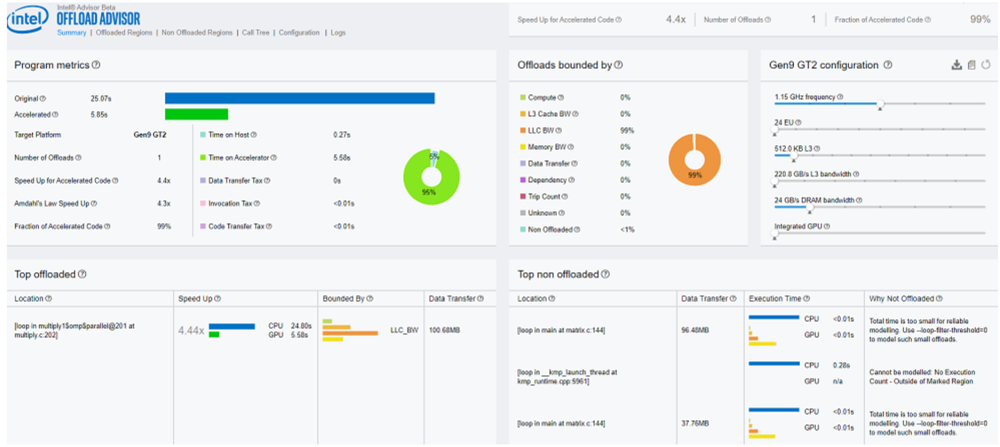 intel
Intel® Advisor Beta
OFFLOAD ADVISOR
Summary | Offloaded Regions | Non Offloaded Regions | Call Tree | Configuration | Logs
Speed Up for Accelerated Code 4.4x | Number of Offloads 1 | Fraction of Accelerated Code 99%
Program metrics
Original 25.07s
Accelerated 5.85s
Target Platform Gen9 GT2
Number of Offloads 1
Speed Up for Accelerated Code 4.4x
Amdahl's Law Speed Up 4.3x
Fraction of Accelerated Code 99%
Time on Host 0.27s
Time on Accelerator 5.58s
Data Transfer Tax 0s
Invocation Tax <0.01s
Code Transfer Tax <0.01s
5%
95%
Offloads bounded by
Compute 0%
L3 Cache BW 0%
LLC BW 99%
Memory BW 0%
Data Transfer 0%
Dependency 0%
Trip Count 0%
Unknown 0%
Non Offloaded <1%
99%
Gen9 GT2 configuration
1.15 GHz frequency
24 EU
512.0 KB L3
220.8 GB/s L3 bandwidth
24 GB/s DRAM bandwidth
Integrated GPU
Top offloaded
Location Speed Up Bounded By Data Transfer
[loop in multiply1$omp$parallel@201 at
multiply.c:202]
4.44x
CPU 24.80s
GPU 5.58s
LLC_BW
100.68MB
Top non offloaded
Location Data Transfer Execution Time Why Not Offloaded
[loop in main at matrix.c:144]
96.48MB
CPU <0.01s
GPU <0.01s
Total time is too small for reliable
modelling. Use --loop-filter-threshold=0
to model such small offloads.
[loop in __kmp_launch_thread at
kmp_runtime.cpp:5961]
CPU 0.28s
GPU n/a
Cannot be modelled: No Execution
Count - Outside of Marked Region
[loop in main at matrix.c:144]
37.76MB
CPU <0.01s
GPU <0.01s
Total time is too small for reliable
modelling. Use --loop-filter-threshold=0
to model such small offloads.